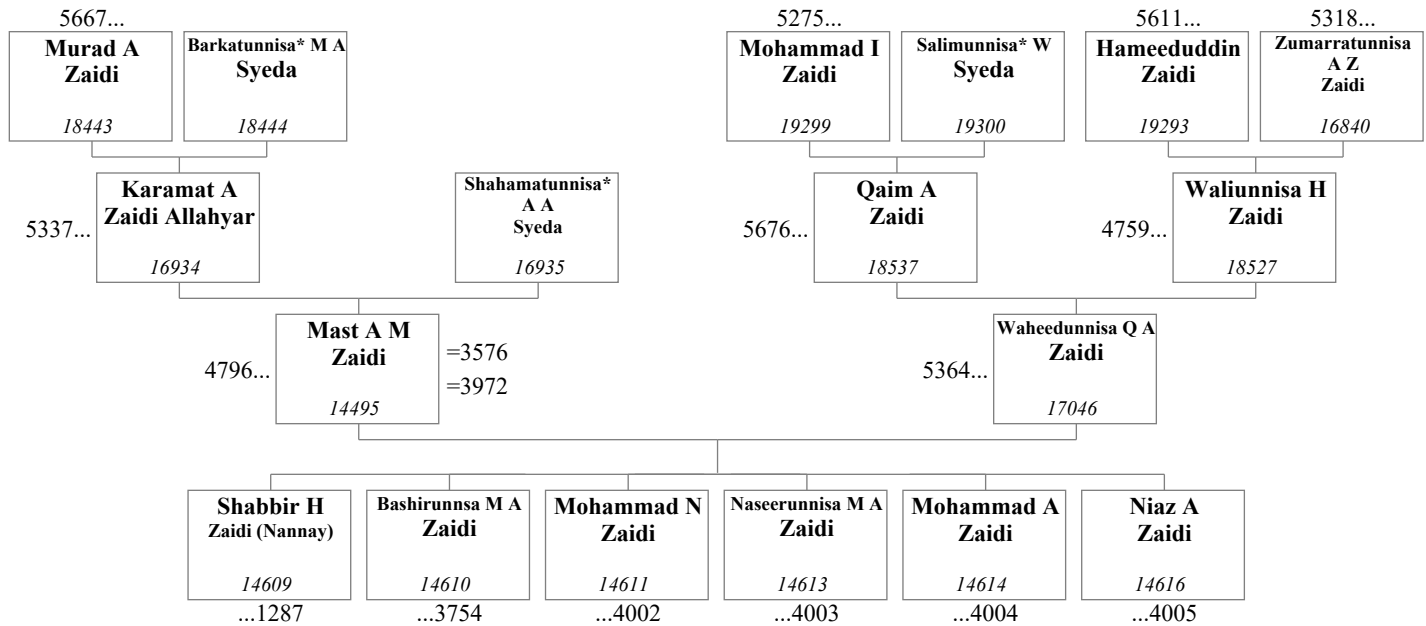 5667...
Murad A
Zaidi
18443
Barkatunnisa* M A
Syeda
18444
5275...
Mohammad I
Zaidi
19299
Salimunnisa* W
Syeda
19300
5611...
Hameeduddin
Zaidi
19293
5318...
Zumarratunnisa
A Z
Zaidi
16840
5337...
Karamat A
Zaidi Allahyar
16934
Shahamatunnisa*
A A
Syeda
16935
5676...
Qaim A
Zaidi
18537
4759...
Waliunnisa H
Zaidi
18527
4796...
Mast A M
Zaidi
14495
=3576
=3972
5364...
Waheedunnisa Q A
Zaidi
17046
Shabbir H
Zaidi (Nannay)
14609
...1287
Bashirunnsa M A
Zaidi
14610
...3754
Mohammad N
Zaidi
14611
...4002
Naseerunnisa M A
Zaidi
14613
...4003
Mohammad A
Zaidi
14614
...4004
Niaz A
Zaidi
14616
...4005